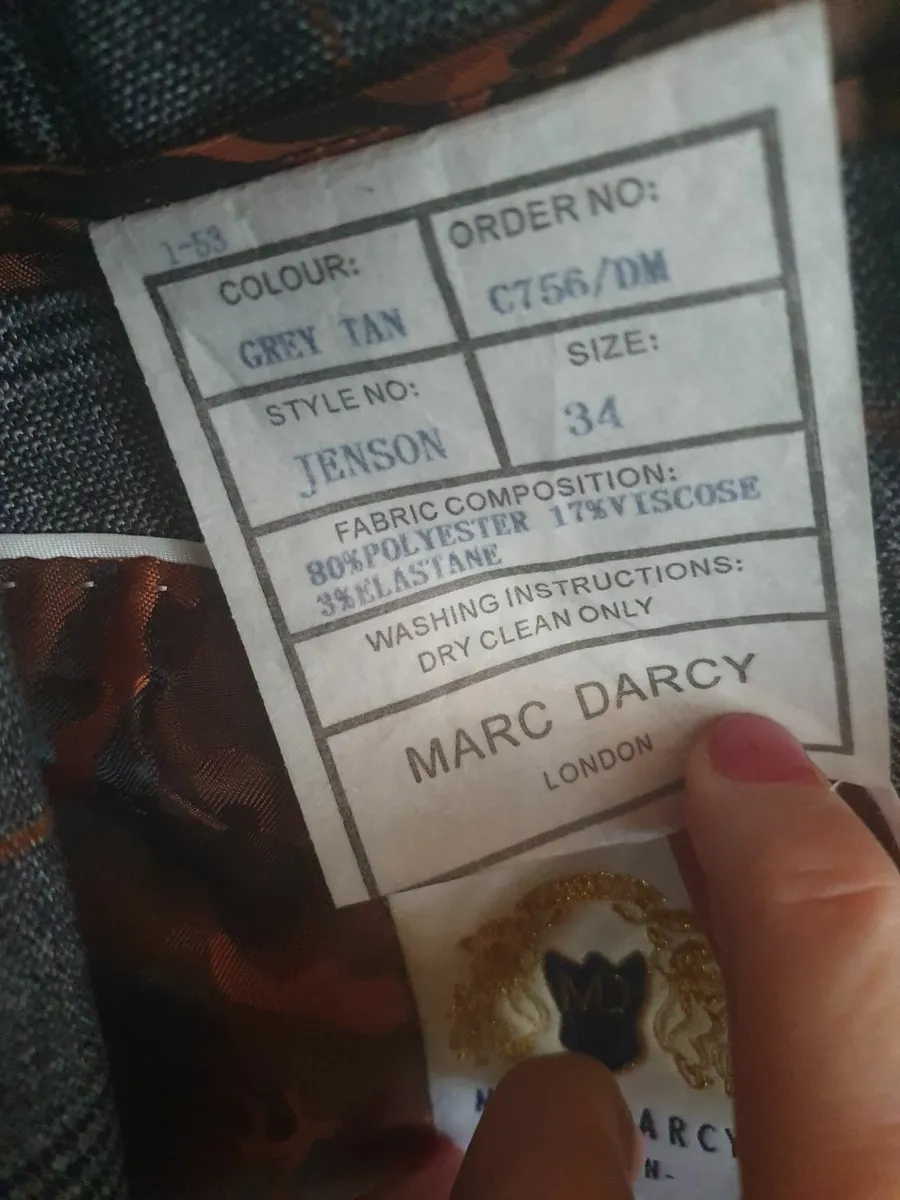 1-53
COLOUR:
GREY TAN
ORDER NO:
C756/DM
STYLE NO:
JENSON
SIZE:
34
FABRIC COMPOSITION:
80%POLYESTER 17%VISCOSE
3%ELASTANE
WASHING INSTRUCTIONS:
DRY CLEAN ONLY
MARC DARCY
LONDON
MD